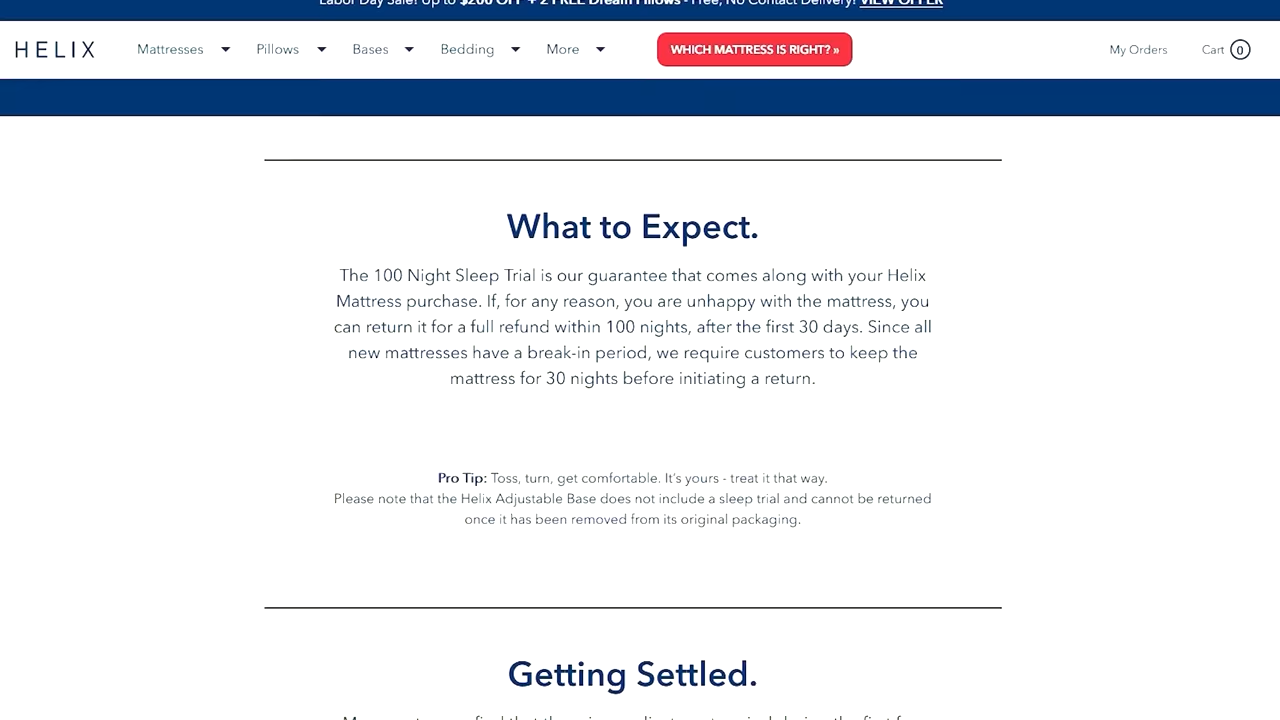 Labor Day Sale! Up to $200 OFF + 2 FREE Dream Pillows - Free, No Contact Delivery! VIEW OFFER
HELIX Mattresses Pillows Bases Bedding More WHICH MATTRESS IS RIGHT? » My Orders Cart 0
What to Expect.
The 100 Night Sleep Trial is our guarantee that comes along with your Helix
Mattress purchase. If, for any reason, you are unhappy with the mattress, you
can return it for a full refund within 100 nights, after the first 30 days. Since all
new mattresses have a break-in period, we require customers to keep the
mattress for 30 nights before initiating a return.
Pro Tip: Toss, turn, get comfortable. It's yours - treat it that way.
Please note that the Helix Adjustable Base does not include a sleep trial and cannot be returned
once it has been removed from its original packaging.
Getting Settled.